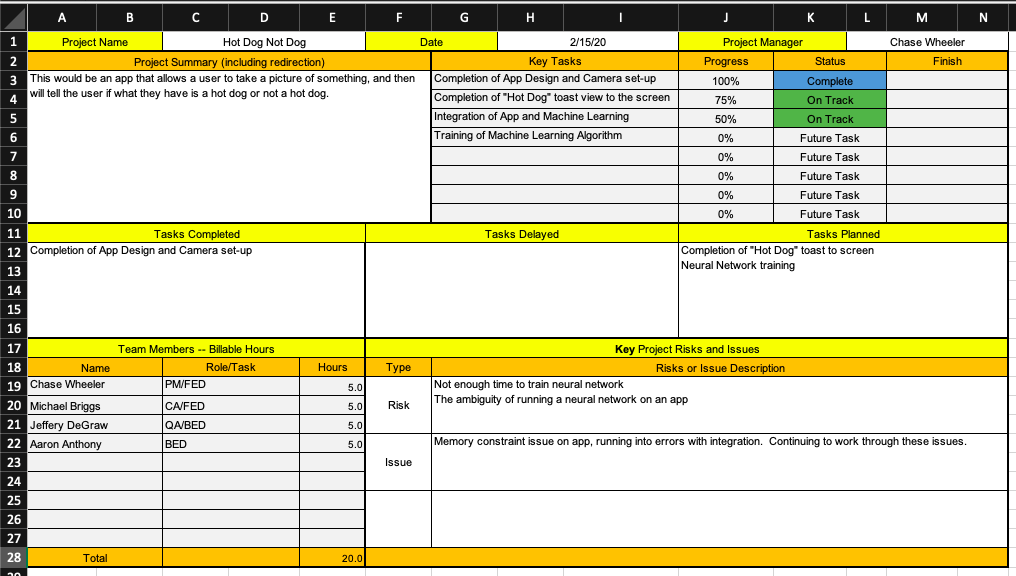 A B C D E F G H I J K L M N
1 Project Name Hot Dog Not Dog Date 2/15/20 Project Manager Chase Wheeler
2 Project Summary (including redirection) Key Tasks Progress Status Finish
3 This would be an app that allows a user to take a picture of something, and then Completion of App Design and Camera set-up 100% Complete
will tell the user if what they have is a hot dog or not a hot dog.
4 Completion of "Hot Dog" toast view to the screen 75% On Track
5 Integration of App and Machine Learning 50% On Track
6 Training of Machine Learning Algorithm 0% Future Task
7 0% Future Task
8 0% Future Task
9 0% Future Task
10 0% Future Task
11 Tasks Completed Tasks Delayed Tasks Planned
12 Completion of App Design and Camera set-up Completion of "Hot Dog" toast to screen
13 Neural Network training
14
15
16
17 Team Members -- Billable Hours Key Project Risks and Issues
18 Name Role/Task Hours Type Risks or Issue Description
19 Chase Wheeler PM/FED 5.0 Not enough time to train neural network
20 Michael Briggs CA/FED 5.0 Risk The ambiguity of running a neural network on an app
21 Jeffery DeGraw QA/BED 5.0
22 Aaron Anthony BED 5.0 Memory constraint issue on app, running into errors with integration.  Continuing to work through these issues.
23 Issue
24
25
26
27
28 Total 20.0